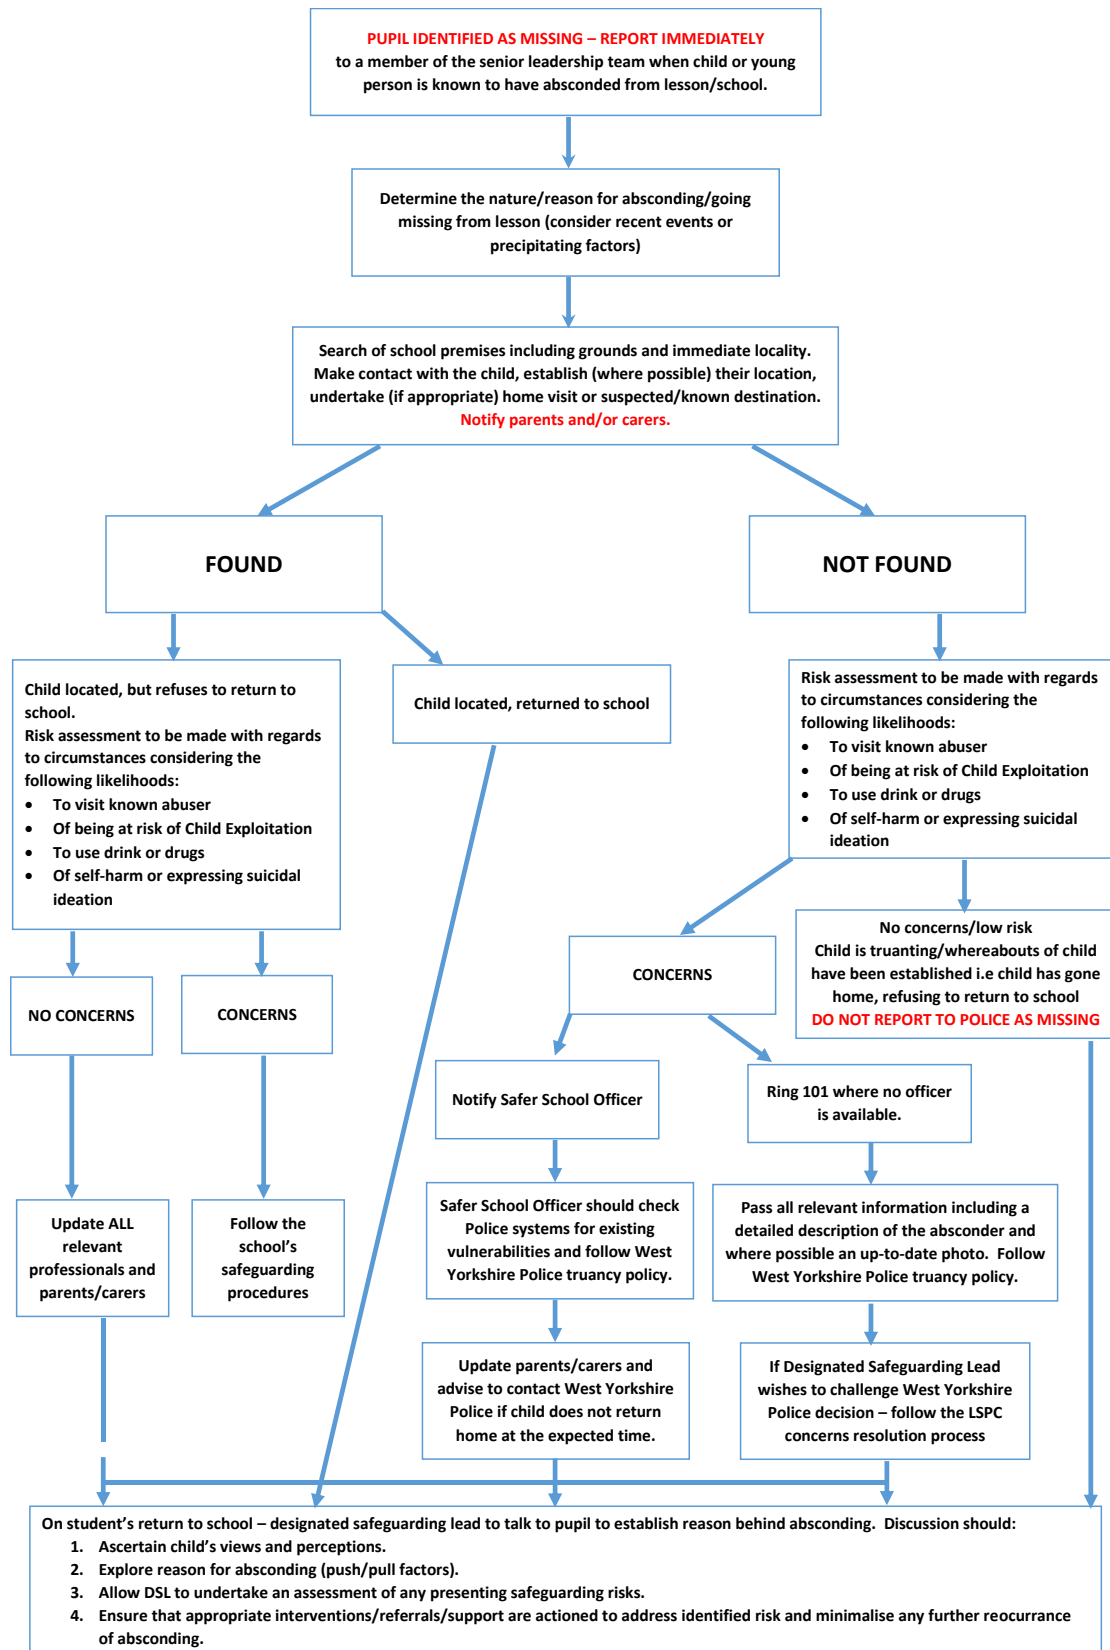 PUPIL IDENTIFIED AS MISSING – REPORT IMMEDIATELY
to a member of the senior leadership team when child or young
person is known to have absconded from lesson/school.
Determine the nature/reason for absconding/going
missing from lesson (consider recent events or
precipitating factors)
Search of school premises including grounds and immediate locality.
Make contact with the child, establish (where possible) their location,
undertake (if appropriate) home visit or suspected/known destination.
Notify parents and/or carers.
FOUND
NOT FOUND
Child located, but refuses to return to
school.
Risk assessment to be made with regards
to circumstances considering the
following likelihoods:
• To visit known abuser
• Of being at risk of Child Exploitation
• To use drink or drugs
• Of self-harm or expressing suicidal
ideation
Child located, returned to school
Risk assessment to be made with regards
to circumstances considering the
following likelihoods:
• To visit known abuser
• Of being at risk of Child Exploitation
• To use drink or drugs
• Of self-harm or expressing suicidal
ideation
NO CONCERNS
CONCERNS
CONCERNS
No concerns/low risk
Child is truanting/whereabouts of child
have been established i.e child has gone
home, refusing to return to school
DO NOT REPORT TO POLICE AS MISSING
Notify Safer School Officer
Ring 101 where no officer
is available.
Update ALL
relevant
professionals and
parents/carers
Follow the
school's
safeguarding
procedures
Safer School Officer should check
Police systems for existing
vulnerabilities and follow West
Yorkshire Police truancy policy.
Pass all relevant information including a
detailed description of the absconder and
where possible an up-to-date photo.  Follow
West Yorkshire Police truancy policy.
Update parents/carers and
advise to contact West Yorkshire
Police if child does not return
home at the expected time.
If Designated Safeguarding Lead
wishes to challenge West Yorkshire
Police decision – follow the LSPC
concerns resolution process
On student's return to school – designated safeguarding lead to talk to pupil to establish reason behind absconding.  Discussion should:
1. Ascertain child's views and perceptions.
2. Explore reason for absconding (push/pull factors).
3. Allow DSL to undertake an assessment of any presenting safeguarding risks.
4. Ensure that appropriate interventions/referrals/support are actioned to address identified risk and minimalise any further reocurrance
of absconding.